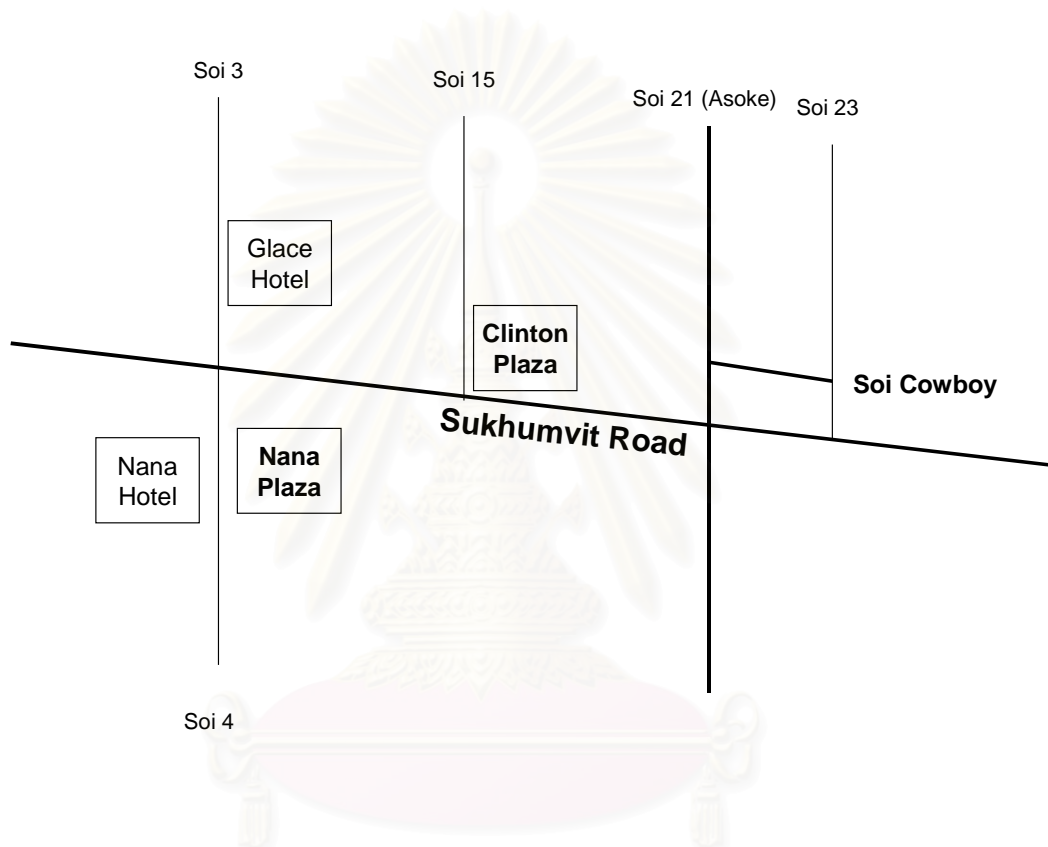 Soi 3
Soi 15
Soi 21 (Asoke)
Soi 23
Glace
Hotel
Clinton
Plaza
Soi Cowboy
Sukhumvit Road
Nana
Hotel
Nana
Plaza
Soi 4